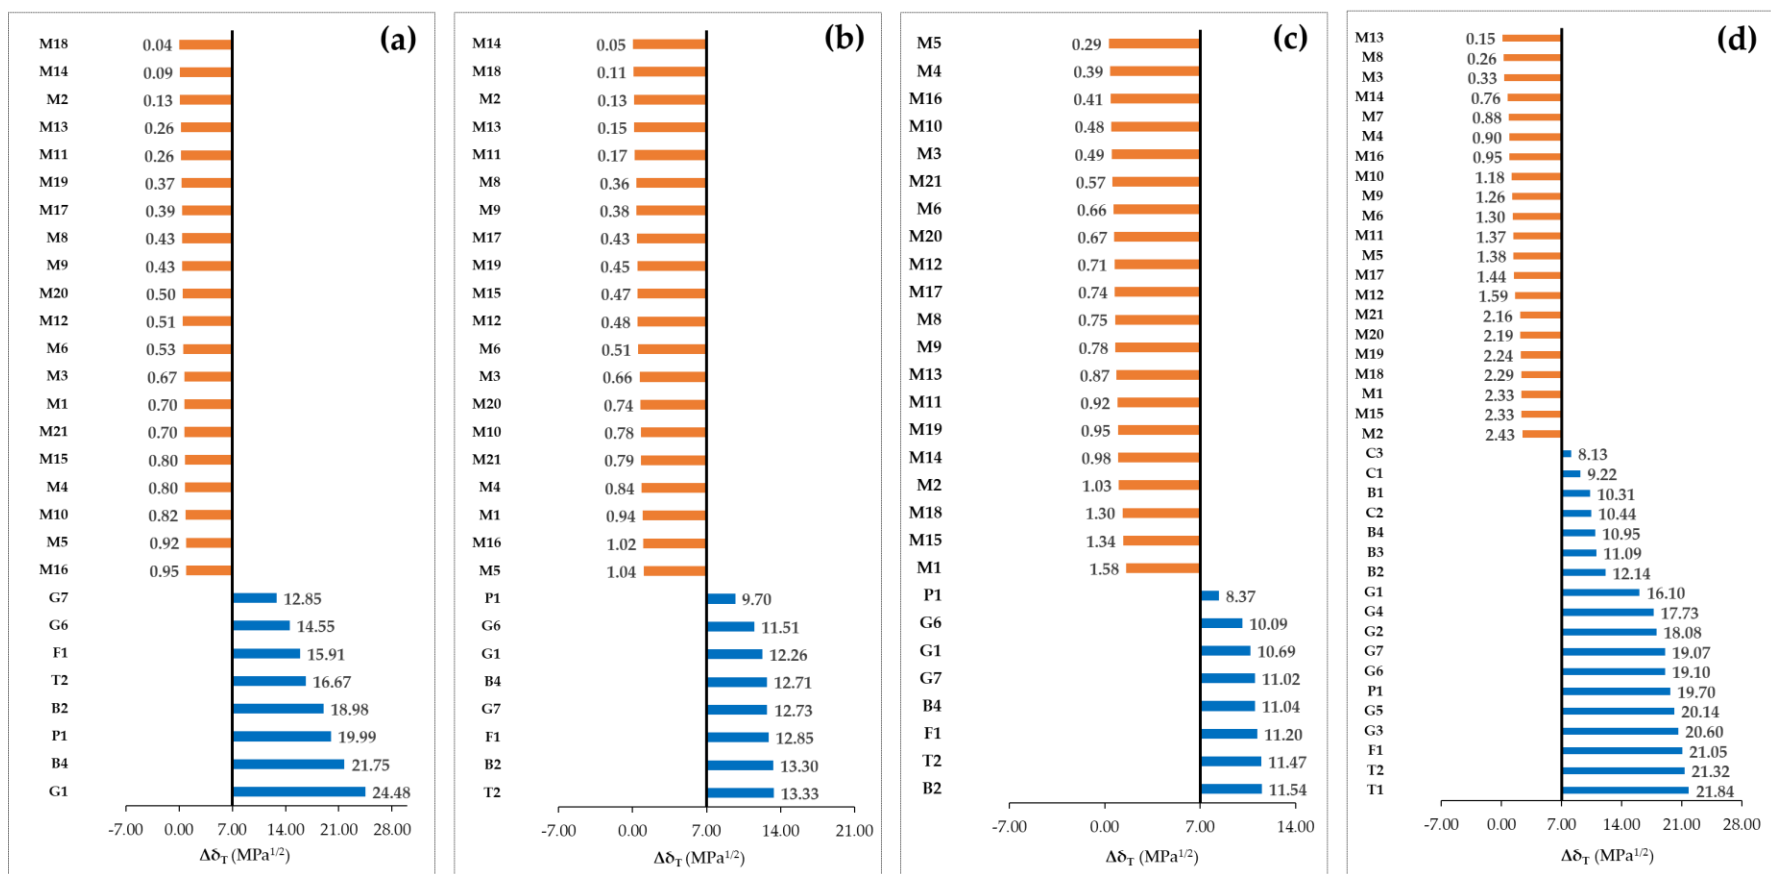 (a)
M18 0.04
M14 0.09
M2 0.13
M13 0.26
M11 0.26
M19 0.37
M17 0.39
M8 0.43
M9 0.43
M20 0.50
M12 0.51
M6 0.53
M3 0.67
M1 0.70
M21 0.70
M15 0.80
M4 0.80
M10 0.82
M5 0.92
M16 0.95
G7 12.85
G6 14.55
F1 15.91
T2 16.67
B2 18.98
P1 19.99
B4 21.75
G1 24.48
-7.00 0.00 7.00 14.00 21.00 28.00
Δδ_T (MPa^1/2)
(b)
M14 0.05
M18 0.11
M2 0.13
M13 0.15
M11 0.17
M8 0.36
M9 0.38
M17 0.43
M19 0.45
M15 0.47
M12 0.48
M6 0.51
M3 0.66
M20 0.74
M10 0.78
M21 0.79
M4 0.84
M1 0.94
M16 1.02
M5 1.04
P1 9.70
G6 11.51
G1 12.26
B4 12.71
G7 12.73
F1 12.85
B2 13.30
T2 13.33
-7.00 0.00 7.00 14.00 21.00
Δδ_T (MPa^1/2)
(c)
M5 0.29
M4 0.39
M16 0.41
M10 0.48
M3 0.49
M21 0.57
M6 0.66
M20 0.67
M12 0.71
M17 0.74
M8 0.75
M9 0.78
M13 0.87
M11 0.92
M19 0.95
M14 0.98
M2 1.03
M18 1.30
M15 1.34
M1 1.58
P1 8.37
G6 10.09
G1 10.69
G7 11.02
B4 11.04
F1 11.20
T2 11.47
B2 11.54
-7.00 0.00 7.00 14.00
Δδ_T (MPa^1/2)
(d)
M13 0.15
M8 0.26
M3 0.33
M14 0.76
M7 0.88
M4 0.90
M16 0.95
M10 1.18
M9 1.26
M6 1.30
M11 1.37
M5 1.38
M17 1.44
M12 1.59
M21 2.16
M20 2.19
M19 2.24
M18 2.29
M1 2.33
M15 2.33
M2 2.43
C3 8.13
C1 9.22
B1 10.31
C2 10.44
B4 10.95
B3 11.09
B2 12.14
G1 16.10
G4 17.73
G2 18.08
G7 19.07
G6 19.10
P1 19.70
G5 20.14
G3 20.60
F1 21.05
T2 21.32
T1 21.84
-7.00 0.00 7.00 14.00 21.00 28.00
Δδ_T (MPa^1/2)